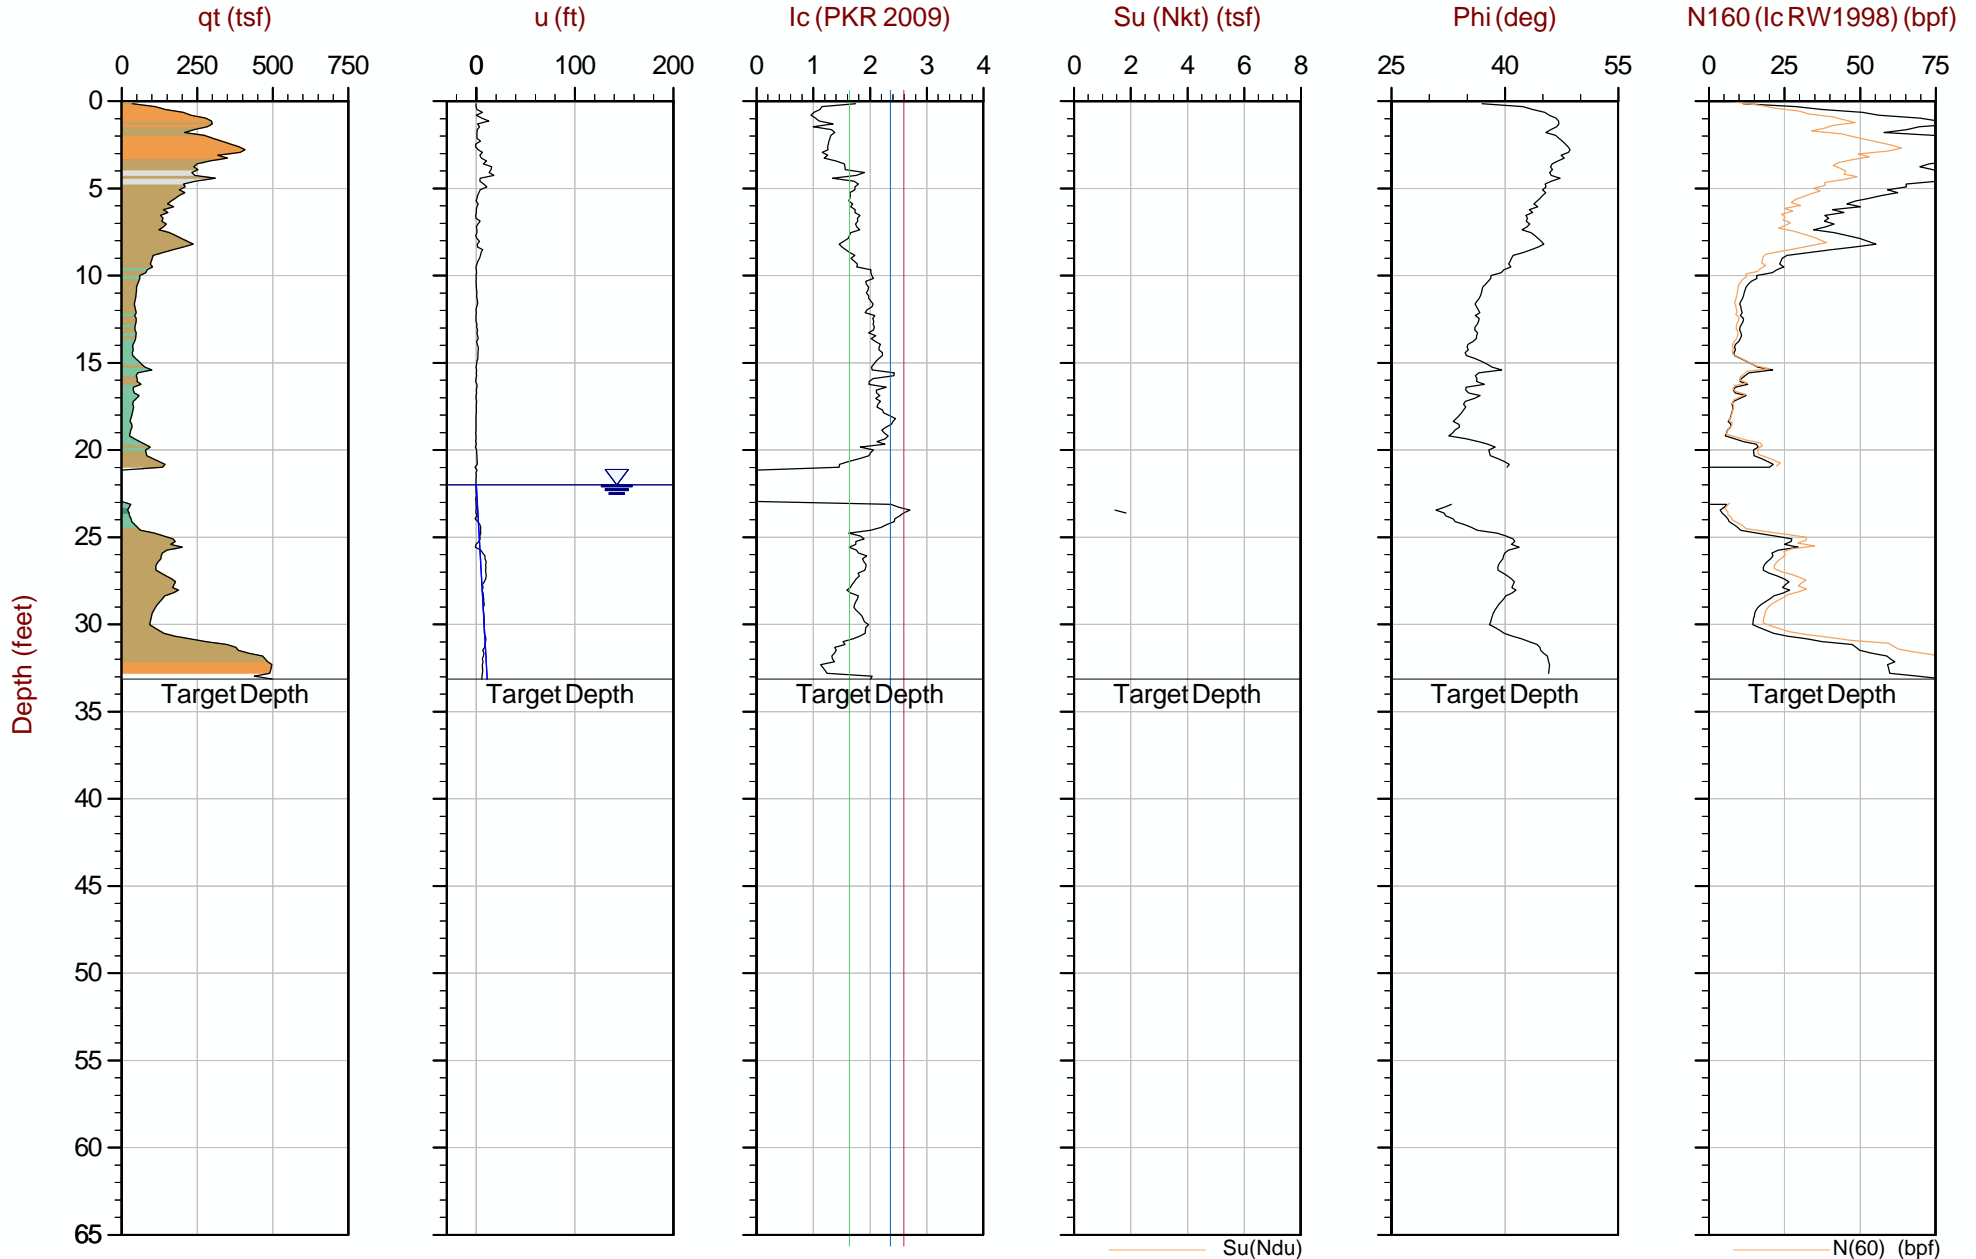 qt (tsf) u (ft) Ic (PKR 2009) Su (Nkt) (tsf) Phi (deg) N160 (Ic RW1998) (bpf)
0 250 500 750 0 100 200 0 1 2 3 4 0 2 4 6 8 25 40 55 0 25 50 75
0
5
10
15
20
25
30
Target Depth Target Depth Target Depth Target Depth Target Depth Target Depth
35
40
45
50
55
60
65
Depth (feet)
Su(Ndu) N(60) (bpf)